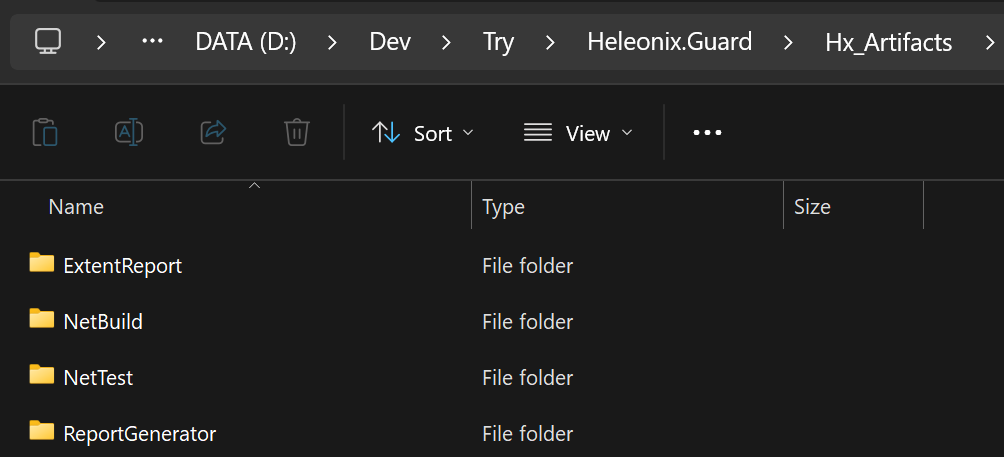 DATA (D:) Dev Try Heleonix.Guard Hx_Artifacts
Sort View
Name Type Size
ExtentReport File folder
NetBuild File folder
NetTest File folder
ReportGenerator File folder